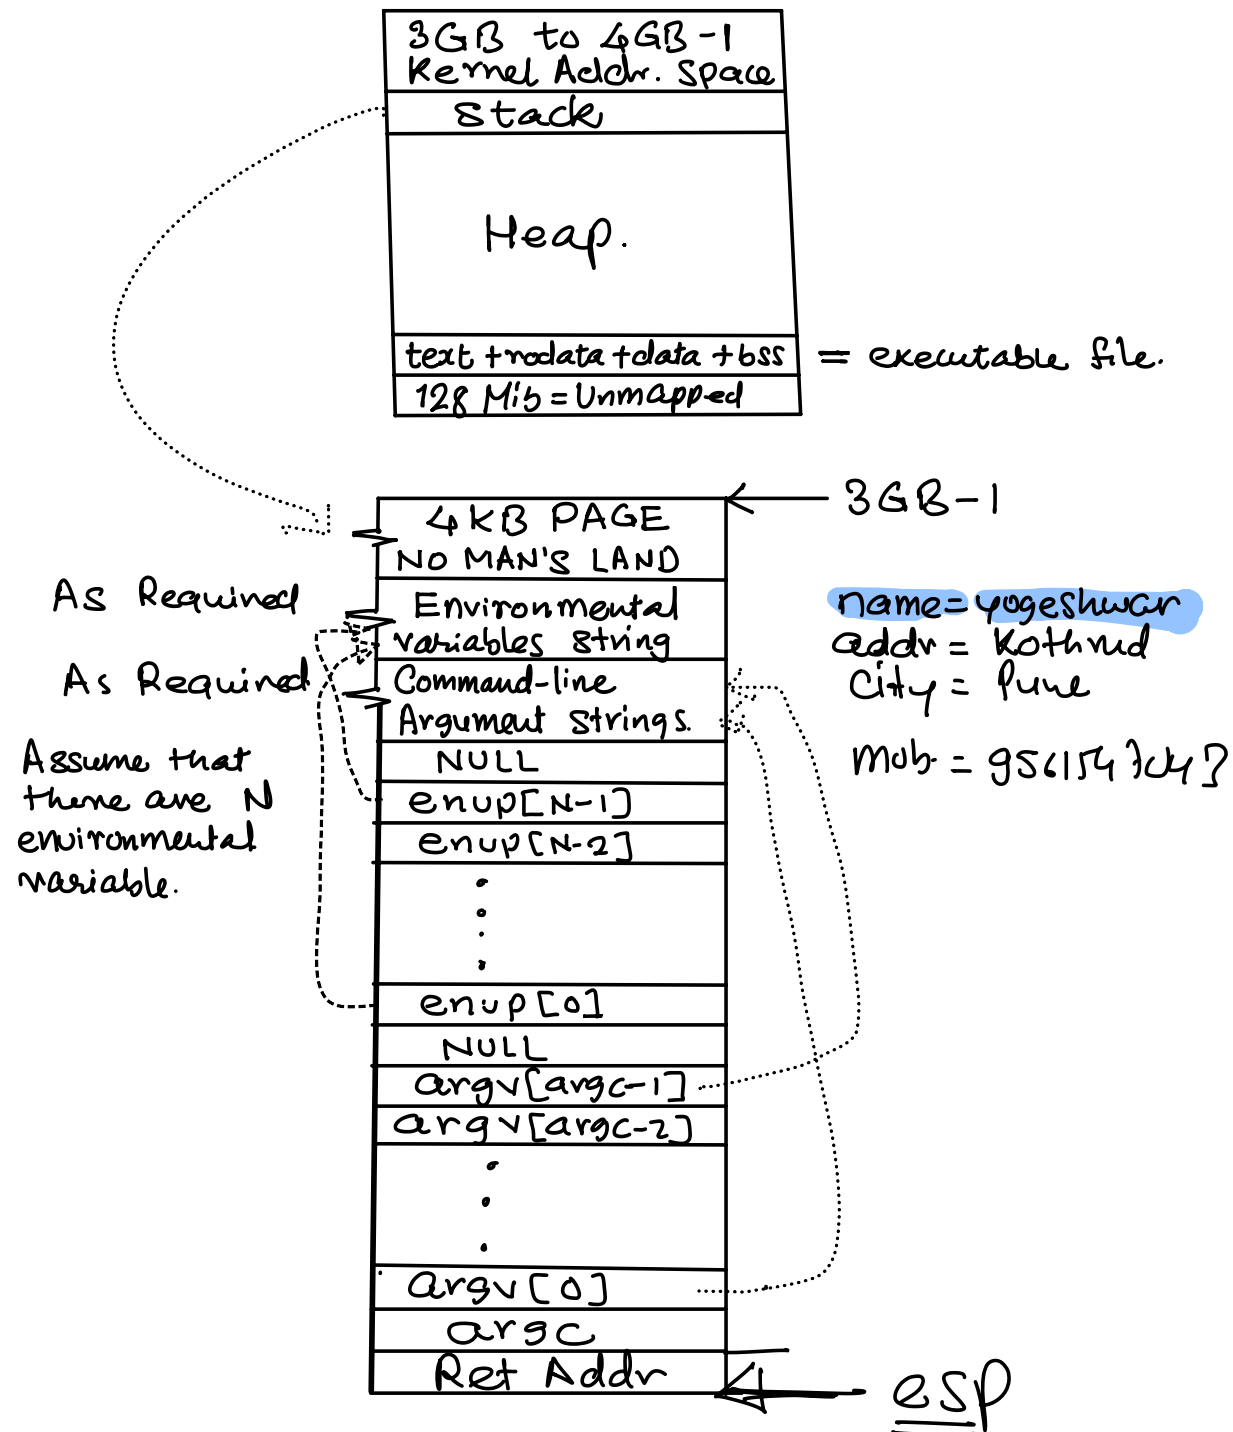 3GB to 4GB-1
Kernel Addr. Space
Stack
Heap.
text +rodata +data +bss = executable file.
128 Mib = Unmapped
3GB-1
4KB PAGE
NO MAN'S LAND
As Required
Environmental
variables string
As Required
Command-line
Argument strings.
name= yogeshwar
addr = Kothrud
City = Pune
Mob. =
Assume that
there are N
environmental
variable.
NULL
envp[N-1]
envp[N-2]
envp[0]
NULL
argv[argc-1]
argv[argc-2]
argv[0]
argc
Ret Addr
esp